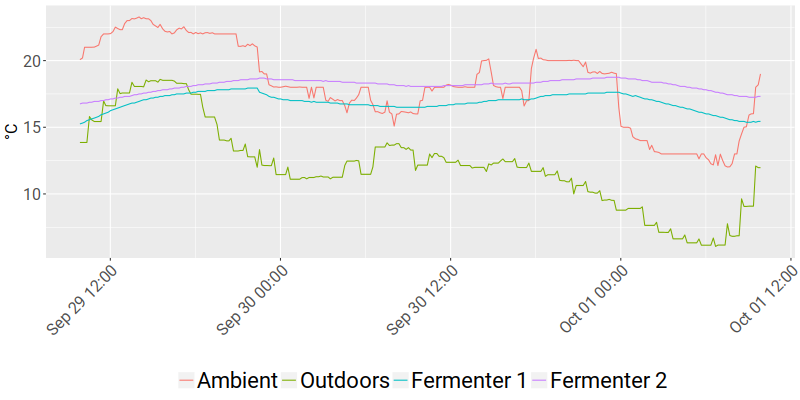 20
15
10
°C
Sep 29 12:00
Sep 30 00:00
Sep 30 12:00
Oct 01 00:00
Oct 01 12:00
Ambient Outdoors Fermenter 1 Fermenter 2